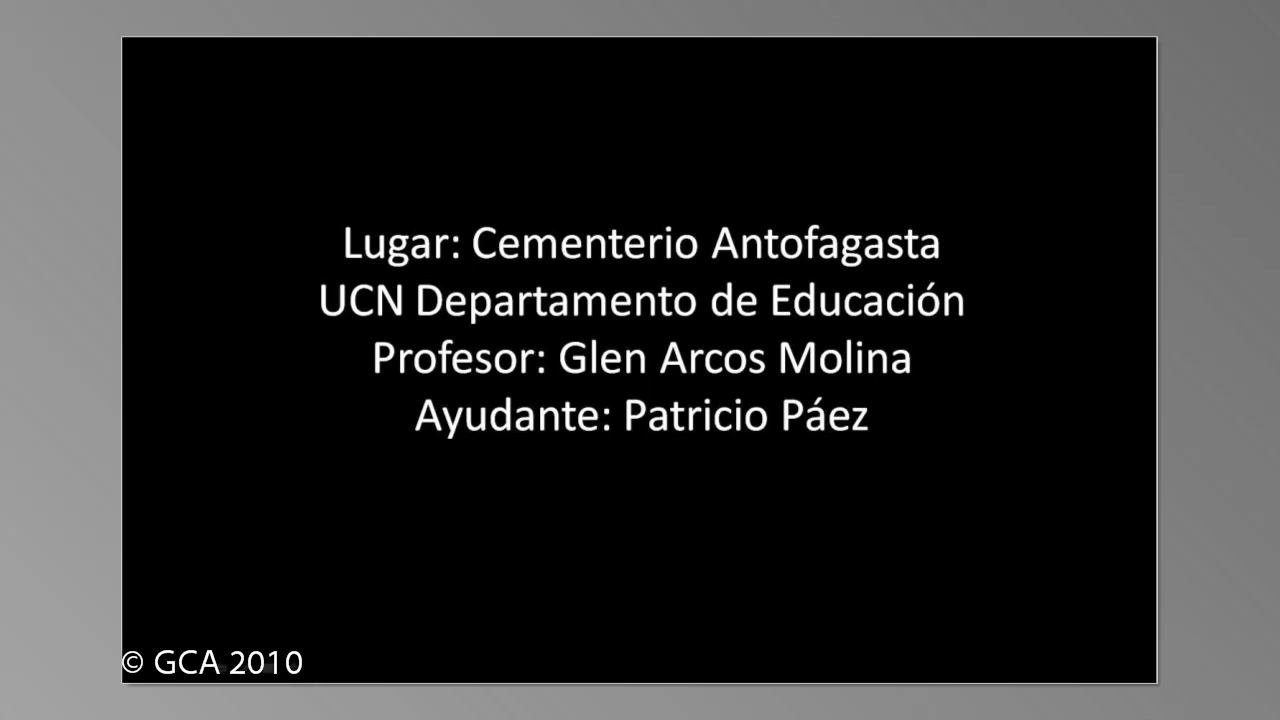 Lugar: Cementerio Antofagasta
UCN Departamento de Educación
Profesor: Glen Arcos Molina
Ayudante: Patricio Páez
© GCA 2010